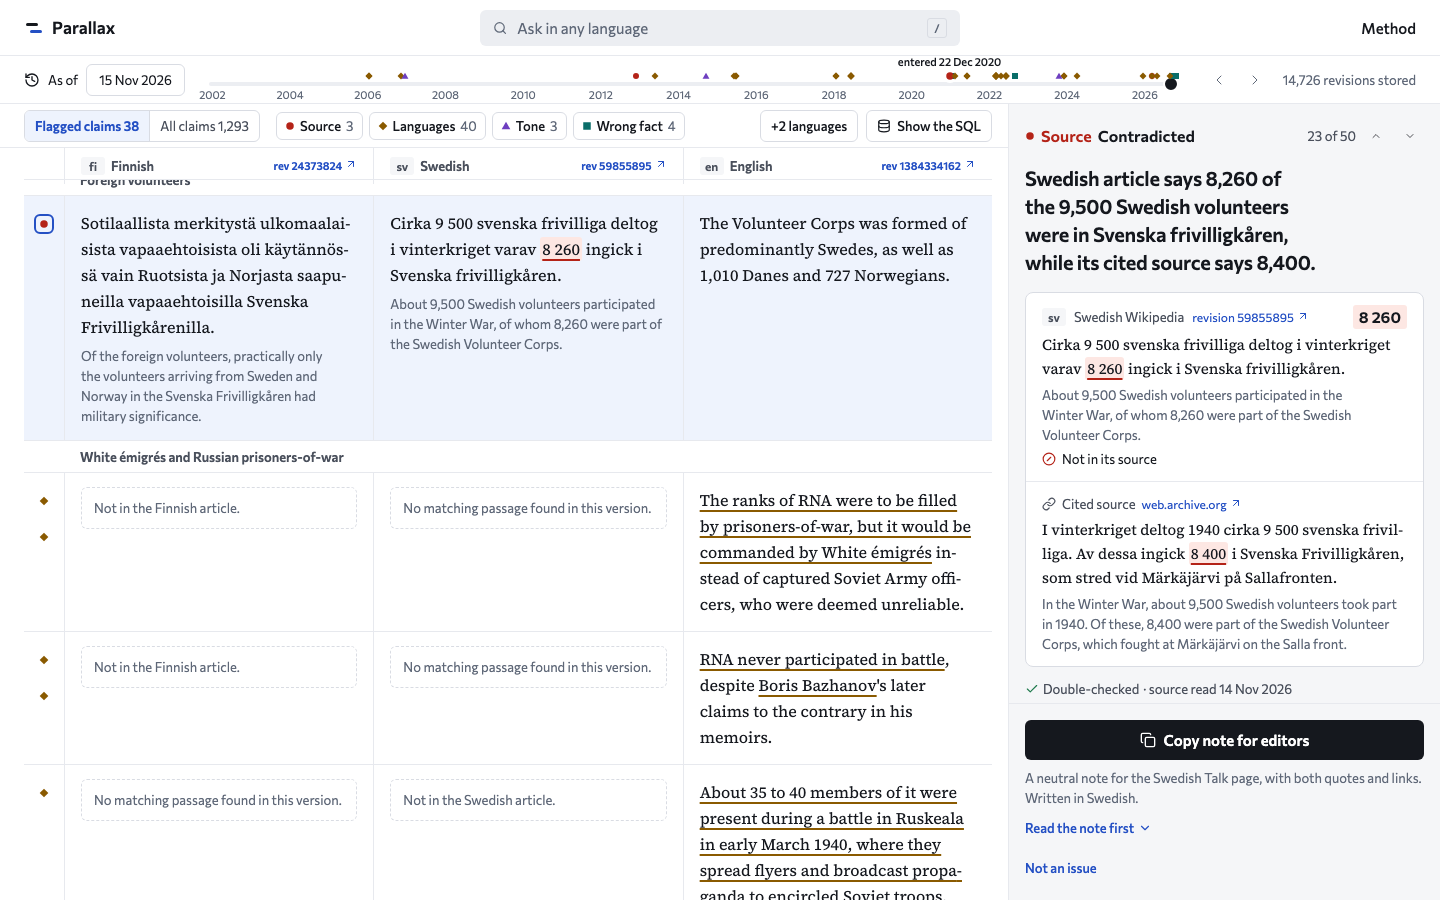 Parallax
Ask in any language
/
Method
As of
15 Nov 2026
entered 22 Dec 2020
2002
2004
2006
2008
2010
2012
2014
2016
2018
2020
2022
2024
2026
14,726 revisions stored
Flagged claims 38
All claims 1,293
Source 3
Languages 40
Tone 3
Wrong fact 4
+2 languages
Show the SQL
fi Finnish
rev 24373824
sv Swedish
rev 59855895
en English
rev 1384334162
Foreign volunteers
Sotilaallista merkitystä ulkomaalai-
sista vapaaehtoisista oli käytännös-
sä vain Ruotsista ja Norjasta saapu-
neilla vapaaehtoisilla Svenska
Frivilligkårenilla.
Of the foreign volunteers, practically only
the volunteers arriving from Sweden and
Norway in the Svenska Frivilligkåren had
military significance.
Cirka 9 500 svenska frivilliga deltog
i vinterkriget varav 8 260 ingick i
Svenska frivilligkåren.
About 9,500 Swedish volunteers participated
in the Winter War, of whom 8,260 were part of
the Swedish Volunteer Corps.
The Volunteer Corps was formed of
predominantly Swedes, as well as
1,010 Danes and 727 Norwegians.
White émigrés and Russian prisoners-of-war
Not in the Finnish article.
No matching passage found in this version.
The ranks of RNA were to be filled
by prisoners-of-war, but it would be
commanded by White émigrés in-
stead of captured Soviet Army offi-
cers, who were deemed unreliable.
Not in the Finnish article.
No matching passage found in this version.
RNA never participated in battle,
despite Boris Bazhanov's later
claims to the contrary in his
memoirs.
No matching passage found in this version.
Not in the Swedish article.
About 35 to 40 members of it were
present during a battle in Ruskeala
in early March 1940, where they
spread flyers and broadcast propa-
ganda to encircled Soviet troops.
Source Contradicted
23 of 50
Swedish article says 8,260 of
the 9,500 Swedish volunteers
were in Svenska frivilligkåren,
while its cited source says 8,400.
sv Swedish Wikipedia revision 59855895
8 260
Cirka 9 500 svenska frivilliga deltog i vinterkriget
varav 8 260 ingick i Svenska frivilligkåren.
About 9,500 Swedish volunteers participated in the
Winter War, of whom 8,260 were part of the Swedish
Volunteer Corps.
Not in its source
Cited source web.archive.org
I vinterkriget deltog 1940 cirka 9 500 svenska frivil-
liga. Av dessa ingick 8 400 i Svenska Frivilligkåren,
som stred vid Märkäjärvi på Sallafronten.
In the Winter War, about 9,500 Swedish volunteers took part
in 1940. Of these, 8,400 were part of the Swedish Volunteer
Corps, which fought at Märkäjärvi on the Salla front.
Double-checked · source read 14 Nov 2026
Copy note for editors
A neutral note for the Swedish Talk page, with both quotes and links.
Written in Swedish.
Read the note first
Not an issue